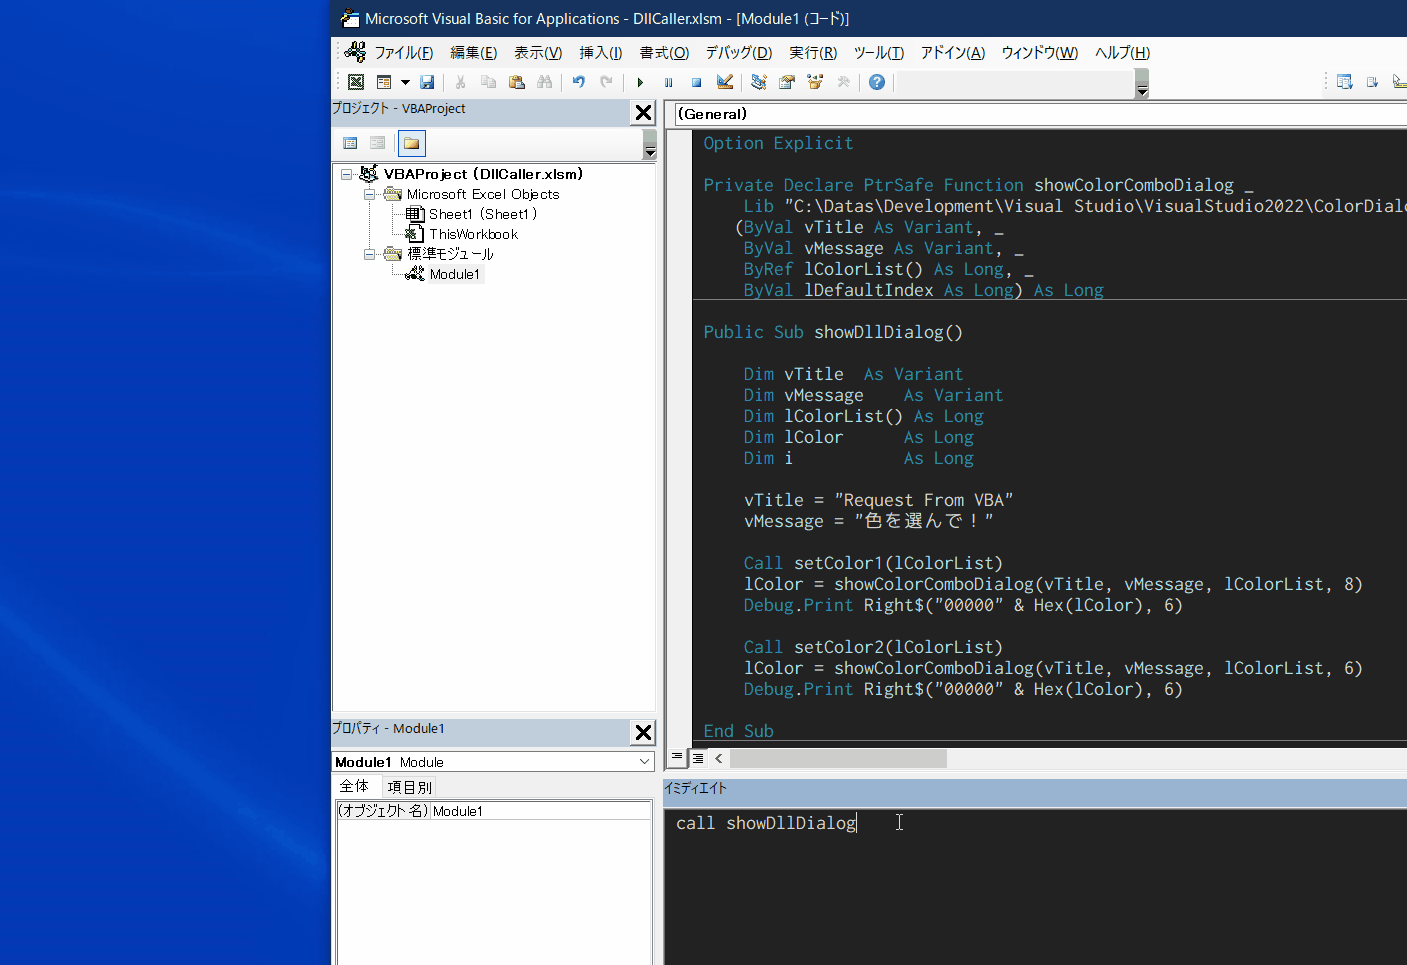 Microsoft Visual Basic for Applications - DllCaller.xlsm - [Module1 (コード)]
ファイル(F) 編集(E) 表示(V) 挿入(I) 書式(O) デバッグ(D) 実行(R) ツール(T) アドイン(A) ウィンドウ(W) ヘルプ(H)
プロジェクト - VBAProject
VBAProject (DllCaller.xlsm)
Microsoft Excel Objects
Sheet1 (Sheet1)
ThisWorkbook
標準モジュール
Module1
プロパティ - Module1
Module1 Module
全体 項目別
(オブジェクト名) Module1
(General)
Option Explicit
Private Declare PtrSafe Function showColorComboDialog _
Lib "C:\Datas\Development\Visual Studio\VisualStudio2022\ColorDialo
(ByVal vTitle As Variant, _
ByVal vMessage As Variant, _
ByRef lColorList() As Long, _
ByVal lDefaultIndex As Long) As Long
Public Sub showDllDialog()
Dim vTitle As Variant
Dim vMessage As Variant
Dim lColorList() As Long
Dim lColor As Long
Dim i As Long
vTitle = "Request From VBA"
vMessage = "色を選んで！"
Call setColor1(lColorList)
lColor = showColorComboDialog(vTitle, vMessage, lColorList, 8)
Debug.Print Right$("00000" & Hex(lColor), 6)
Call setColor2(lColorList)
lColor = showColorComboDialog(vTitle, vMessage, lColorList, 6)
Debug.Print Right$("00000" & Hex(lColor), 6)
End Sub
イミディエイト
call showDllDialog